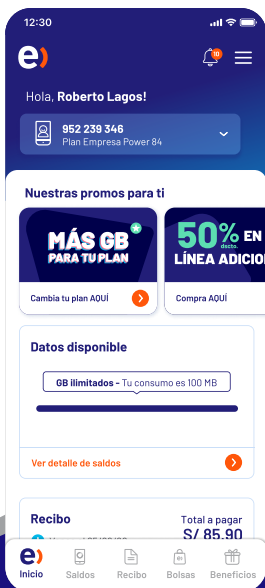 12:30
e)
10
Hola, Roberto Lagos!
952 239 346
Plan Empresa Power 84
Nuestras promos para ti
MÁS GB
PARA TU PLAN
Cambia tu plan AQUÍ
50% EN
dscto.
LÍNEA ADICIO
Compra AQUÍ
Datos disponible
GB ilimitados - Tu consumo es 100 MB
Ver detalle de saldos
Recibo
Total a pagar
S/ 85.90
e)
Inicio
Saldos
Recibo
Bolsas
Beneficios